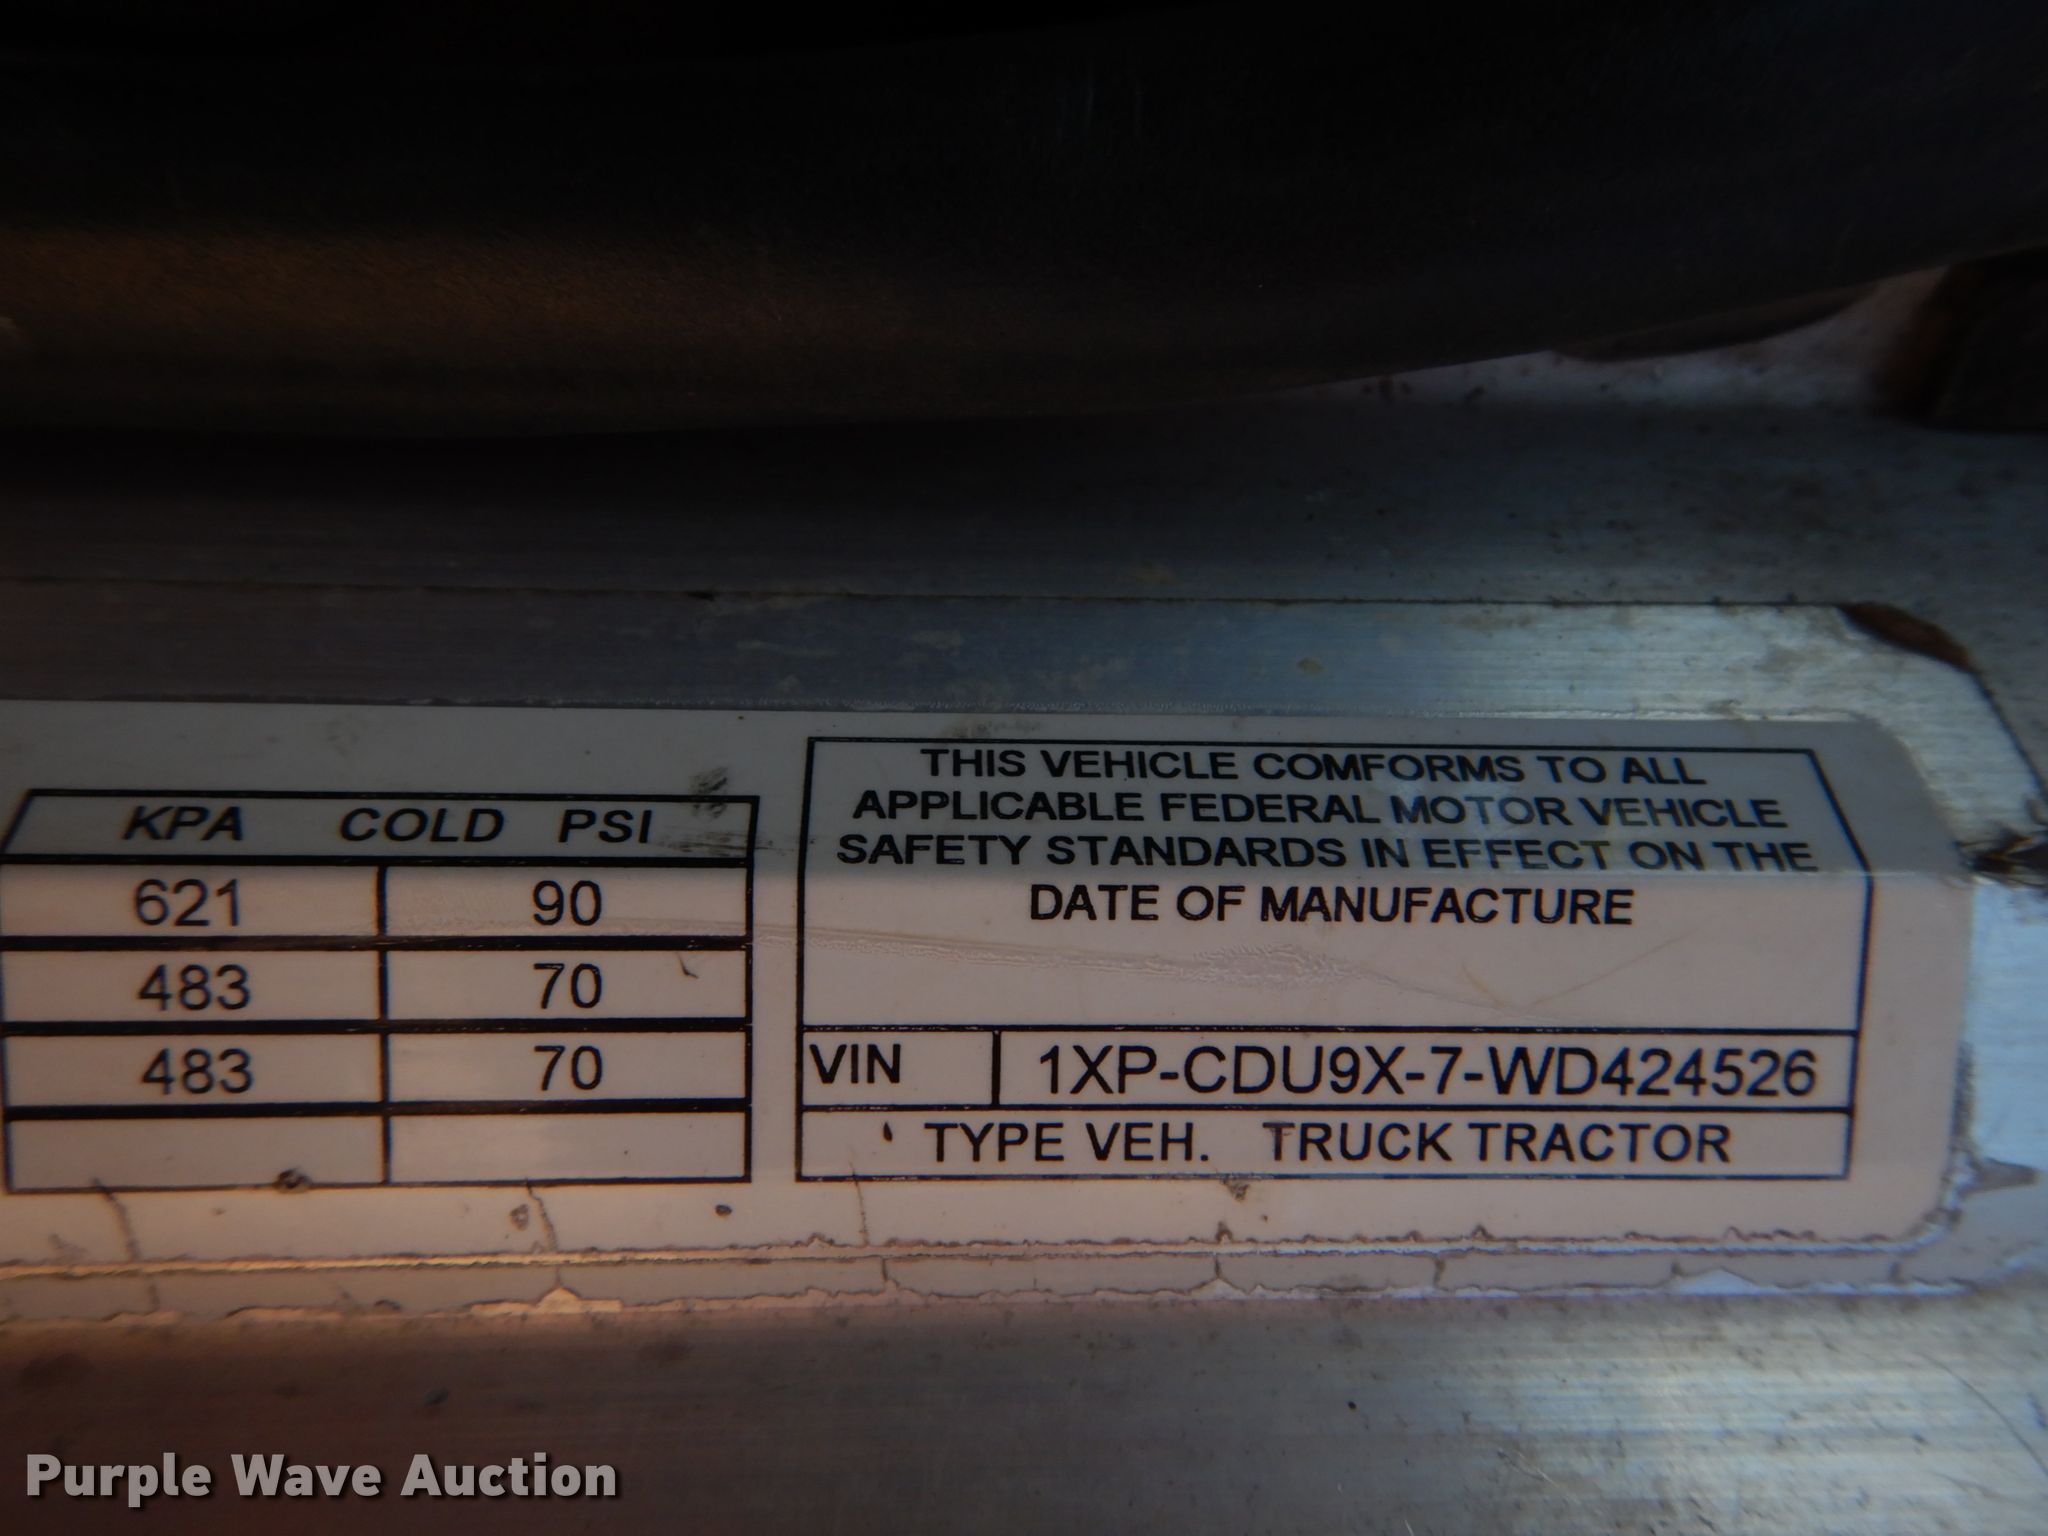 KPA COLD PSI
621 90
483 70
483 70
THIS VEHICLE COMFORMS TO ALL
APPLICABLE FEDERAL MOTOR VEHICLE
SAFETY STANDARDS IN EFFECT ON THE
DATE OF MANUFACTURE
VIN 1XP-CDU9X-7-WD424526
TYPE VEH. TRUCK TRACTOR
Purple Wave Auction